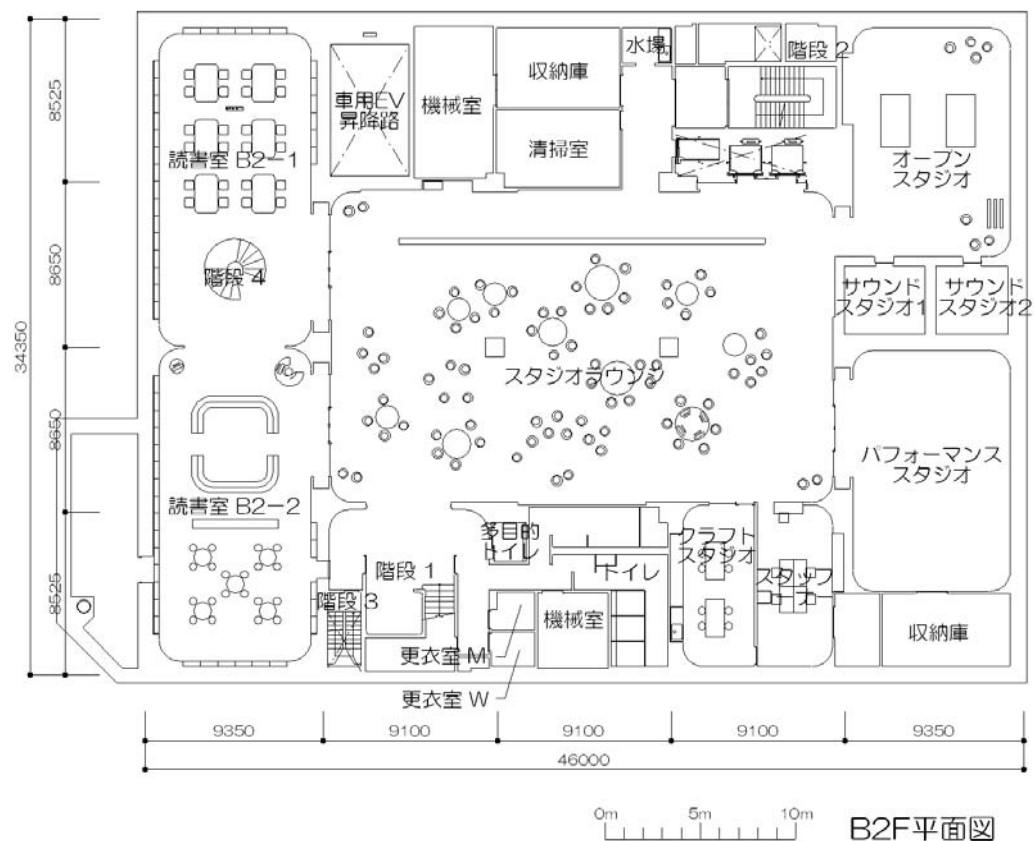 水場
階段 2
収納庫
車用EV
昇降路
機械室
清掃室
読書室 B2-1
オープン
スタジオ
階段 4
サウンド
スタジオ1
サウンド
スタジオ2
スタジオラウンジ
パフォーマンス
スタジオ
読書室 B2-2
多目的
トイレ
クラフト
スタジオ
階段 1
トイレ
スタッフ
階段 3
機械室
収納庫
更衣室 M
更衣室 W
8525
8650
8650
8525
34350
9350
9100
9100
9100
9350
46000
0m
5m
10m
B2F平面図